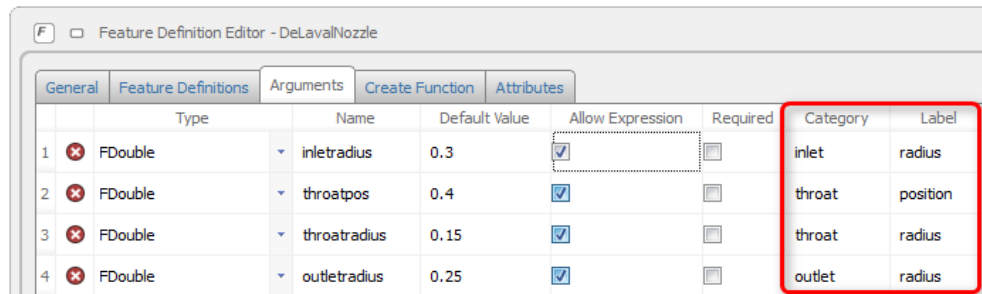 F Feature Definition Editor - DeLavalNozzle
General Feature Definitions Arguments Create Function Attributes
Type Name Default Value Allow Expression Required Category Label
1 FDouble inletradius 0.3 inlet radius
2 FDouble throatpos 0.4 throat position
3 FDouble throatradius 0.15 throat radius
4 FDouble outletradius 0.25 outlet radius